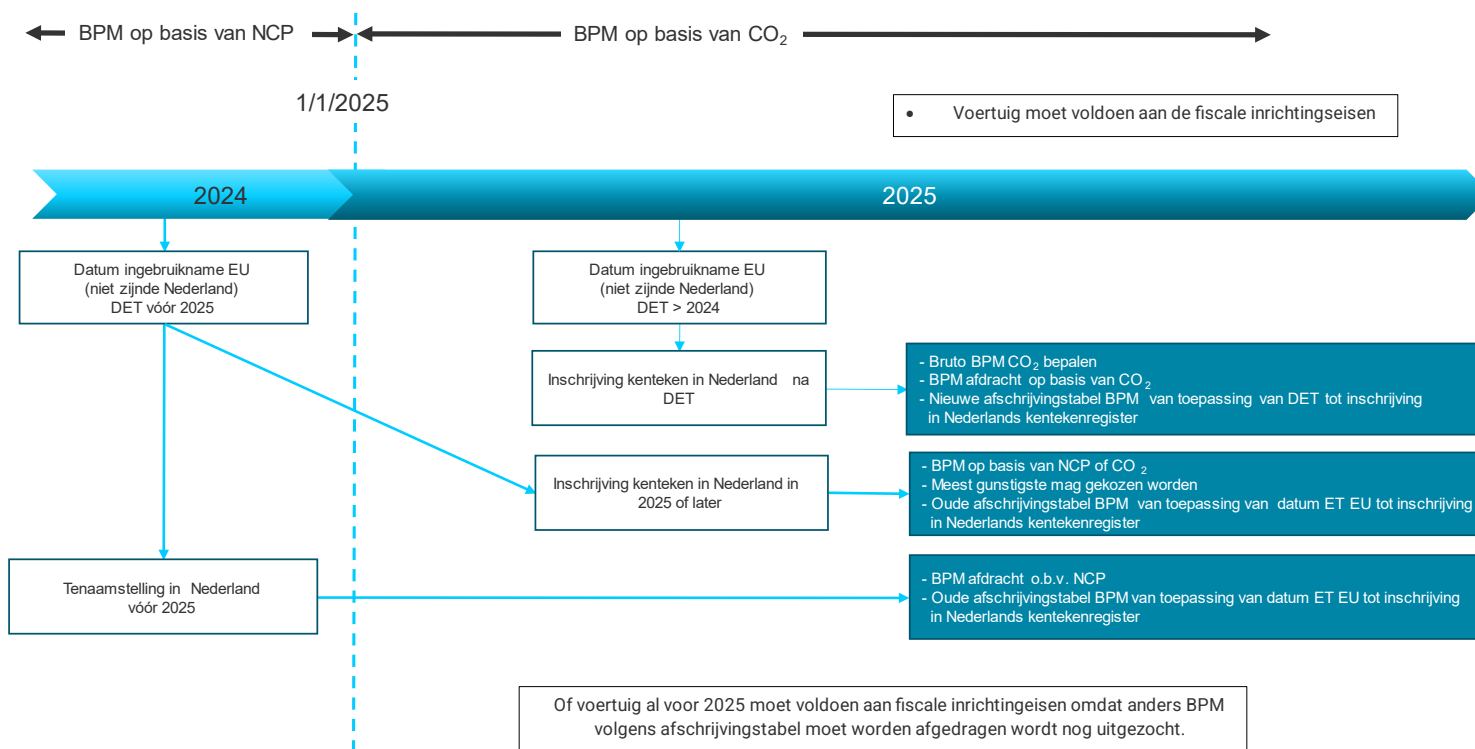 BPM op basis van NCP
BPM op basis van CO₂
1/1/2025
• Voertuig moet voldoen aan de fiscale inrichtingseisen
2024
2025
Datum ingebruikname EU
(niet zijnde Nederland)
DET vóór 2025
Datum ingebruikname EU
(niet zijnde Nederland)
DET > 2024
Inschrijving kenteken in Nederland na
DET
- Bruto BPM CO₂ bepalen
- BPM afdracht op basis van CO₂
- Nieuwe afschrijvingstabel BPM van toepassing van DET tot inschrijving
in Nederlands kentekenregister
Inschrijving kenteken in Nederland in
2025 of later
- BPM op basis van NCP of CO₂
- Meest gunstigste mag gekozen worden
- Oude afschrijvingstabel BPM van toepassing van datum ET EU tot inschrijving
in Nederlands kentekenregister
Tenaamstelling in Nederland
vóór 2025
- BPM afdracht o.b.v. NCP
- Oude afschrijvingstabel BPM van toepassing van datum ET EU tot inschrijving
in Nederlands kentekenregister
Of voertuig al voor 2025 moet voldoen aan fiscale inrichtingeisen omdat anders BPM
volgens afschrijvingstabel moet worden afgedragen wordt nog uitgezocht.